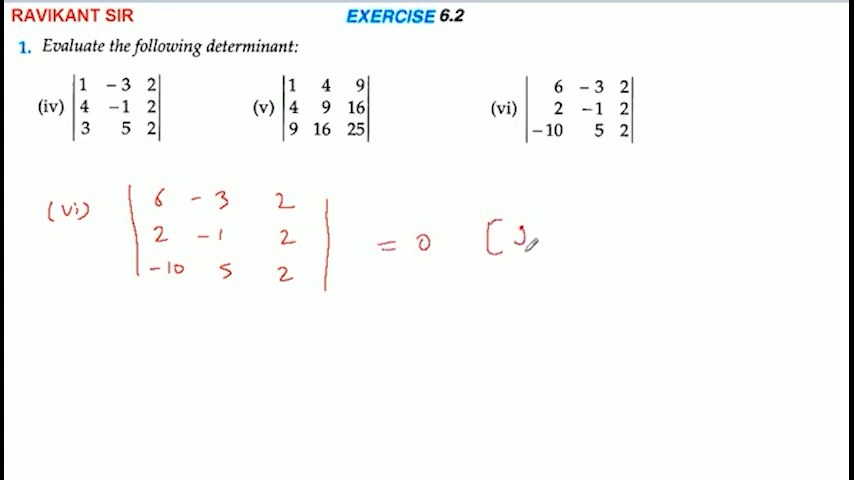 RAVIKANT SIR EXERCISE 6.2
1. Evaluate the following determinant:
(iv) |1 -3 2| (v) |1 4 9| (vi) |6 -3 2|
|4 -1 2| |4 9 16| |2 -1 2|
|3 5 2| |9 16 25| |-10 5 2|
(vi) |6 -3 2|
|2 -1 2| = 0 [
|-10 5 2|